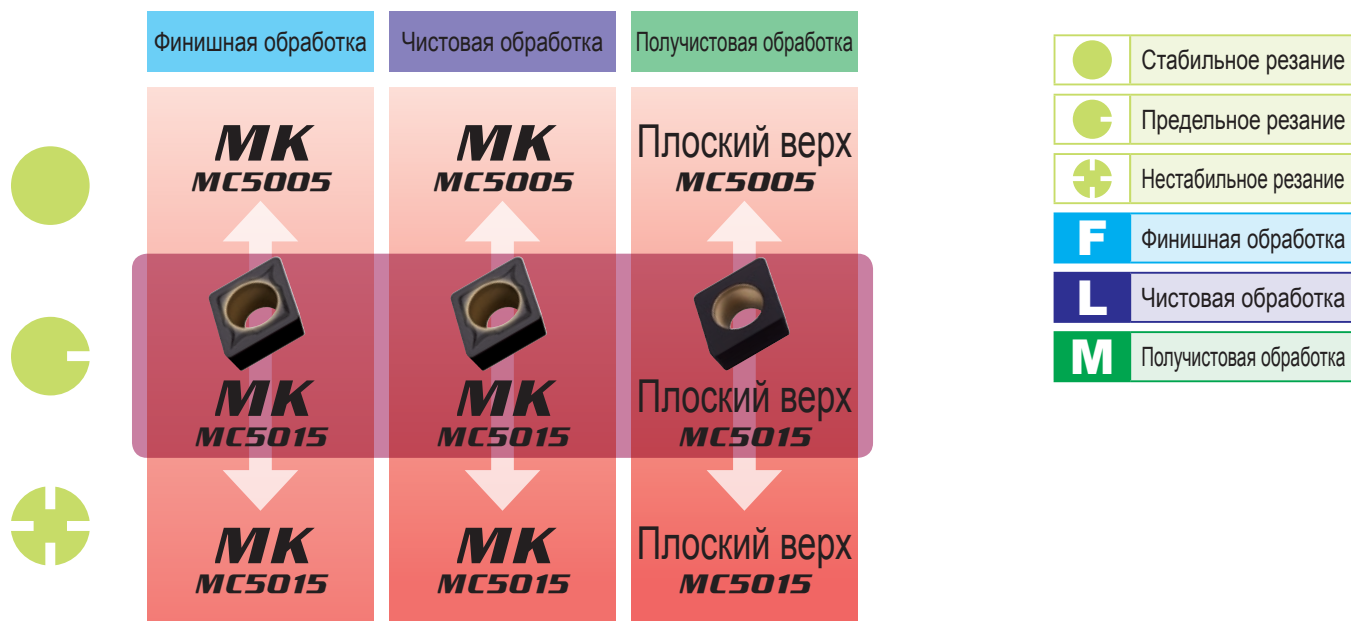 Финишная обработка
Чистовая обработка
Получистовая обработка
MK
MC5005
MK
MC5005
Плоский верх
MC5005
MK
MC5015
MK
MC5015
Плоский верх
MC5015
MK
MC5015
MK
MC5015
Плоский верх
MC5015
Стабильное резание
Предельное резание
Нестабильное резание
F Финишная обработка
L Чистовая обработка
M Получистовая обработка